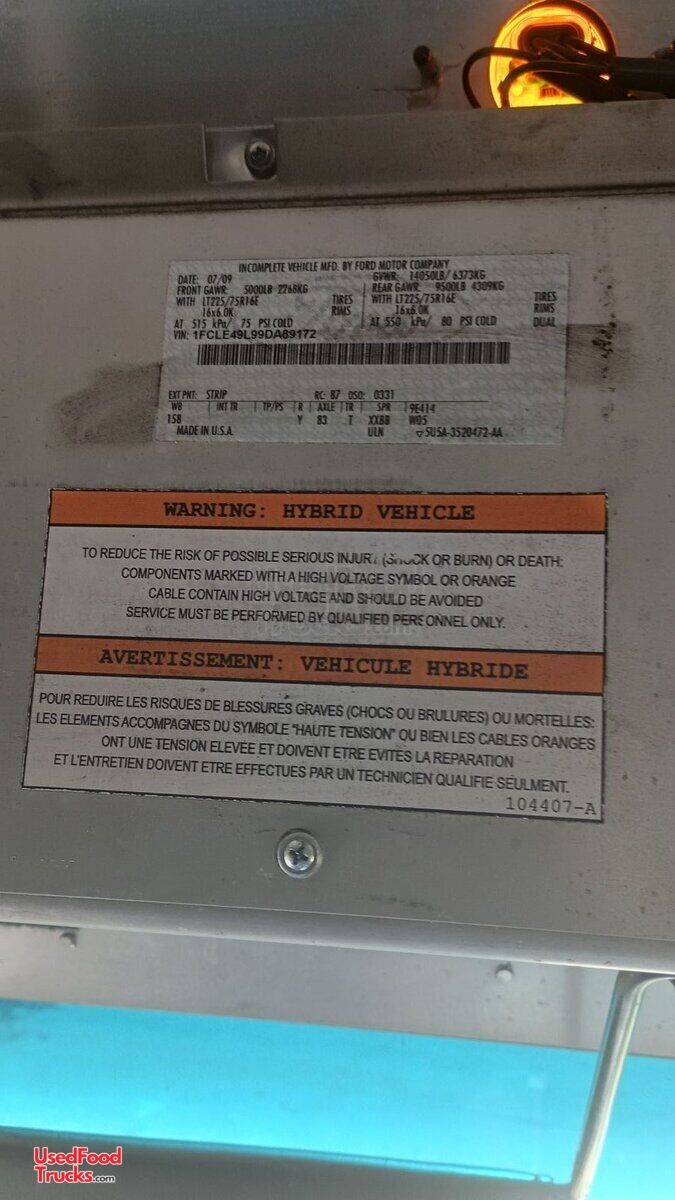 INCOMPLETE VEHICLE MFD. BY FORD MOTOR COMPANY
DATE: 07/09 GVWR: 14050LB/ 6373KG
FRONT GAWR: 5000LB 2268KG REAR GAWR: 9500LB 4309KG
WITH LT225/75R16E TIRES WITH LT225/75R16E TIRES
16x6.0K RIMS 16x6.0K RIMS
AT 515 kPa/ 75 PSI COLD AT 550 kPa/ 80 PSI COLD DUAL
VIN: 1FCLE49L99DA89172
EXT PNT: STRIP RC: 87 DSO: 0331
WB INT TR TP/PS R AXLE TR SPR 9E414
158 Y 83 T XXBB W05
MADE IN U.S.A. ULN 5U5A-3520472-AA
WARNING: HYBRID VEHICLE
TO REDUCE THE RISK OF POSSIBLE SERIOUS INJURY (SHOCK OR BURN) OR DEATH:
COMPONENTS MARKED WITH A HIGH VOLTAGE SYMBOL OR ORANGE
CABLE CONTAIN HIGH VOLTAGE AND SHOULD BE AVOIDED
SERVICE MUST BE PERFORMED BY QUALIFIED PERSONNEL ONLY.
AVERTISSEMENT: VEHICULE HYBRIDE
POUR REDUIRE LES RISQUES DE BLESSURES GRAVES (CHOCS OU BRULURES) OU MORTELLES:
LES ELEMENTS ACCOMPAGNES DU SYMBOLE "HAUTE TENSION" OU BIEN LES CABLES ORANGES
ONT UNE TENSION ELEVEE ET DOIVENT ETRE EVITES LA REPARATION
ET L'ENTRETIEN DOIVENT ETRE EFFECTUES PAR UN TECHNICIEN QUALIFIE SEULMENT.
104407-A
UsedFood
Trucks.com